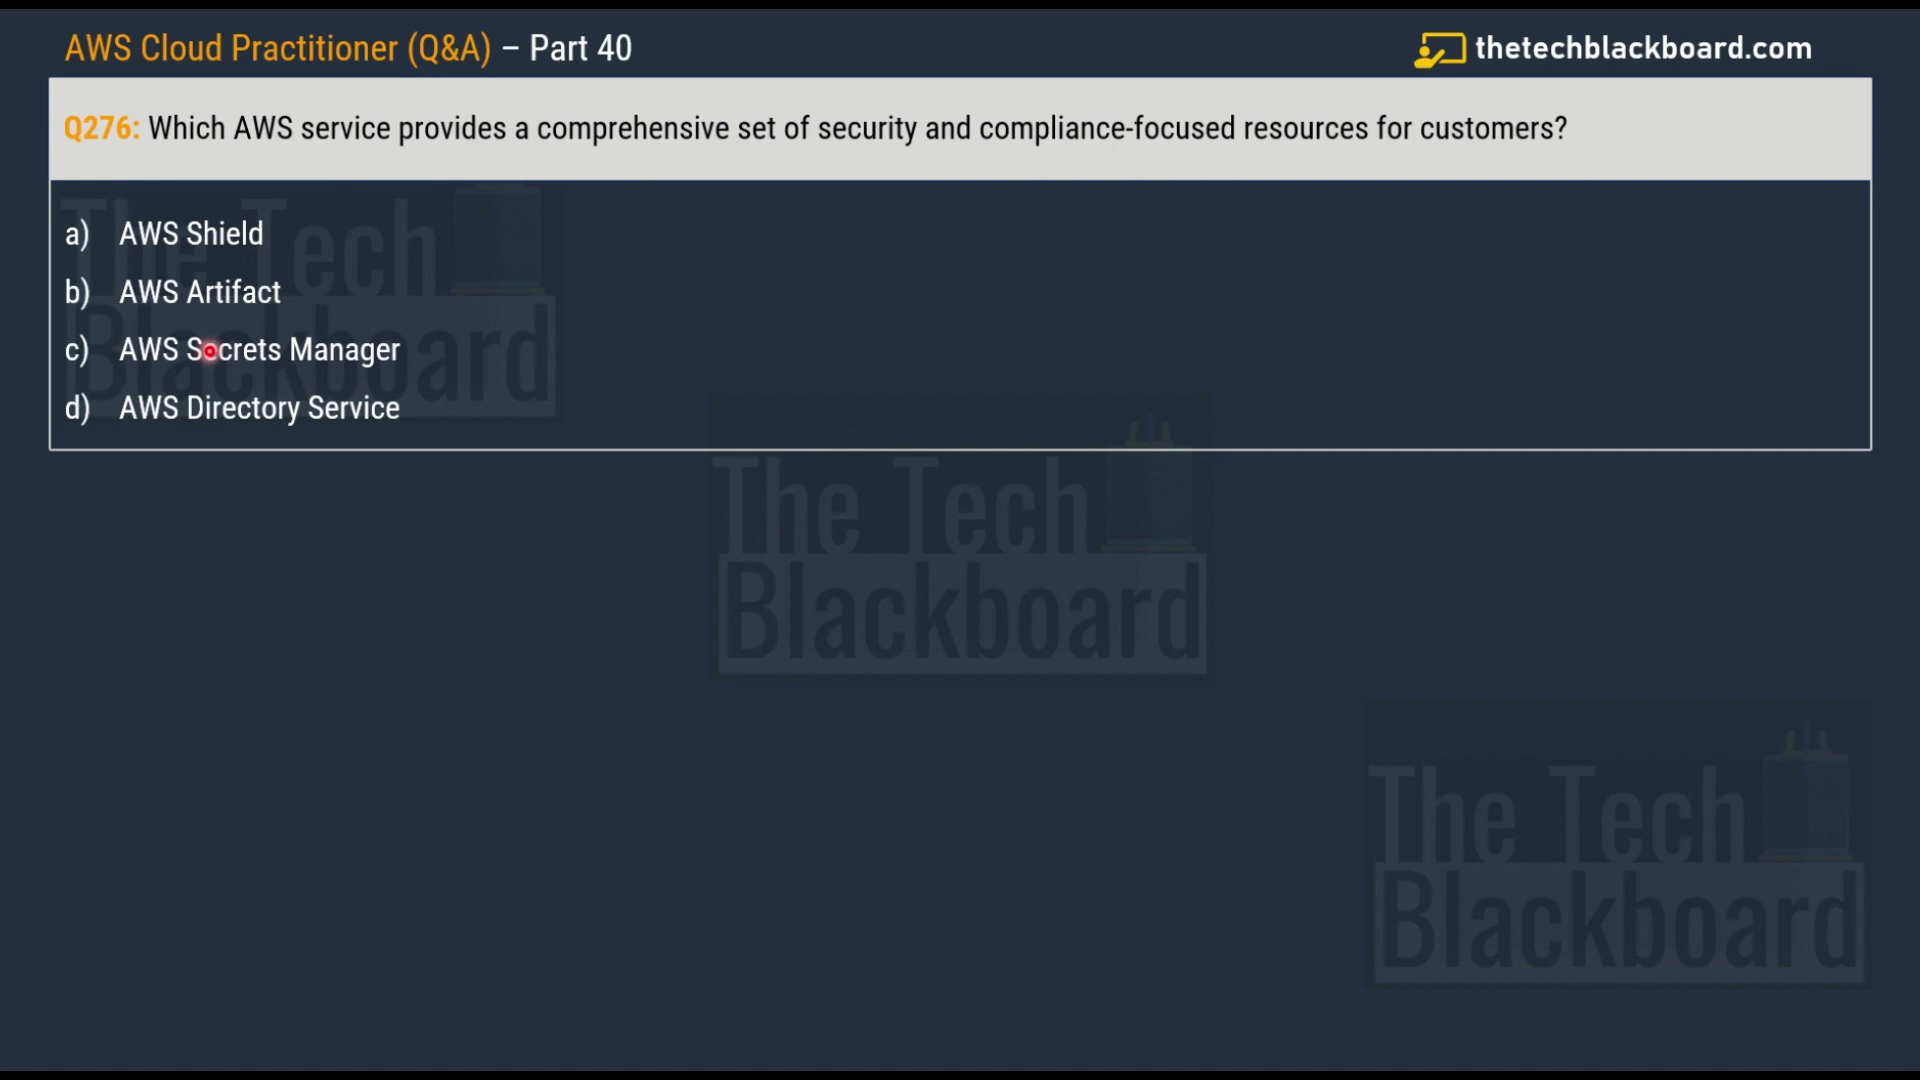 AWS Cloud Practitioner (Q&A) – Part 40
thetechblackboard.com
Q276: Which AWS service provides a comprehensive set of security and compliance-focused resources for customers?
a) AWS Shield
b) AWS Artifact
c) AWS Secrets Manager
d) AWS Directory Service
The Tech
Blackboard
The Tech
Blackboard
The Tech
Blackboard